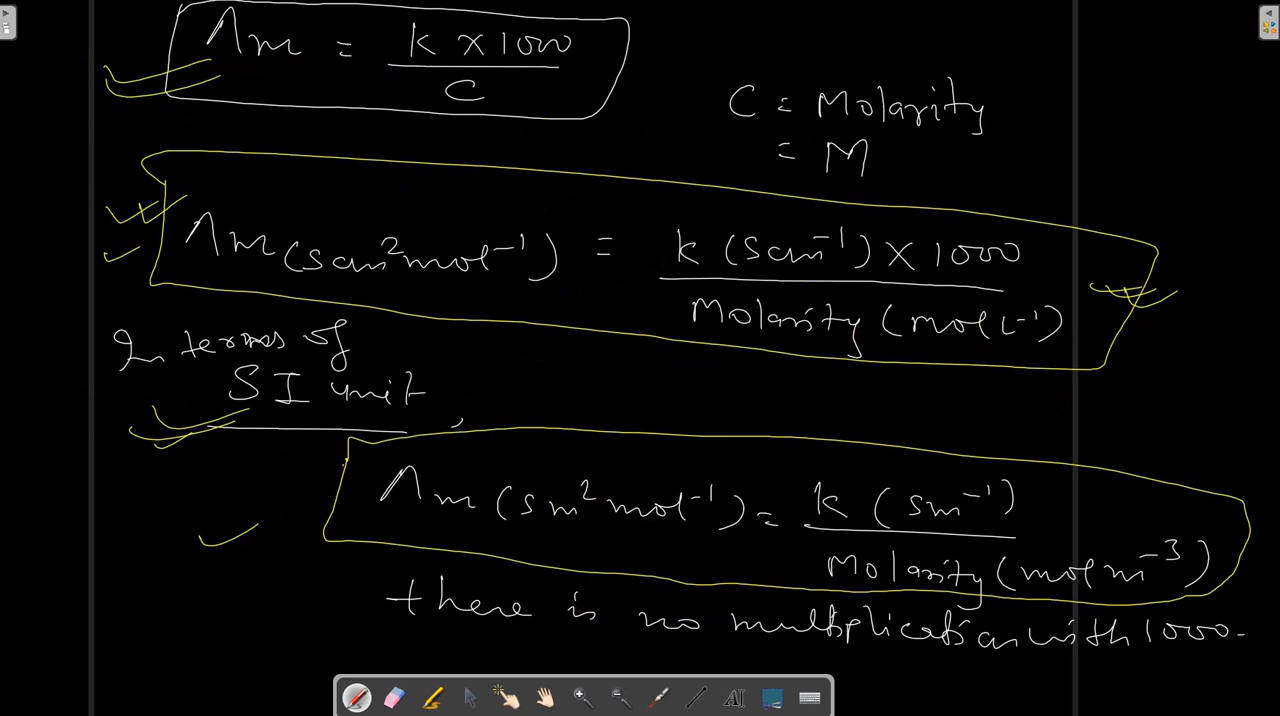 Λm = k × 1000 / C
C = Molarity
= M
Λm (S cm² mol⁻¹) = k (S cm⁻¹) × 1000 / Molarity (mol L⁻¹)
In terms of
SI unit,
Λm (S m² mol⁻¹) = k (S m⁻¹) / Molarity (mol m⁻³)
there is no multiplication with 1000.
AI